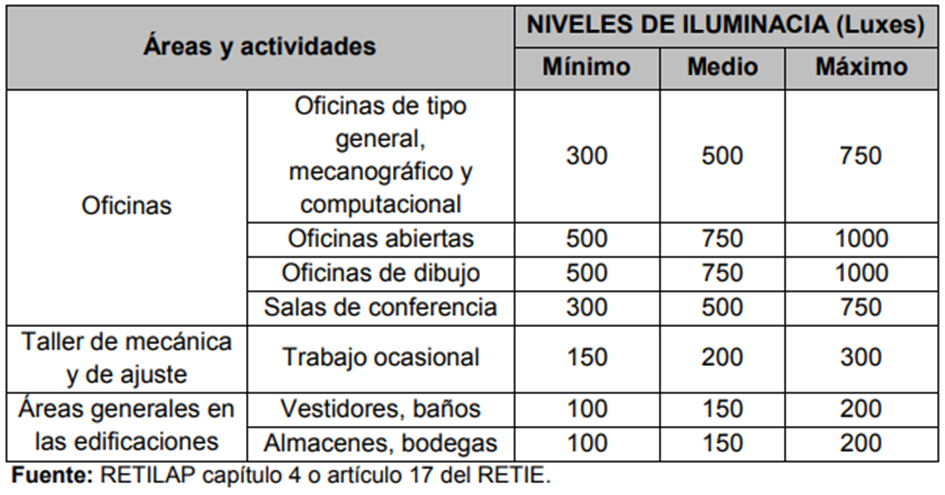 Áreas y actividades
NIVELES DE ILUMINACIA (Luxes)
Mínimo Medio Máximo
Oficinas
Oficinas de tipo
general,
mecanográfico y
computacional
300 500 750
Oficinas abiertas 500 750 1000
Oficinas de dibujo 500 750 1000
Salas de conferencia 300 500 750
Taller de mecánica
y de ajuste
Trabajo ocasional 150 200 300
Áreas generales en
las edificaciones
Vestidores, baños 100 150 200
Almacenes, bodegas 100 150 200
Fuente: RETILAP capítulo 4 o artículo 17 del RETIE.